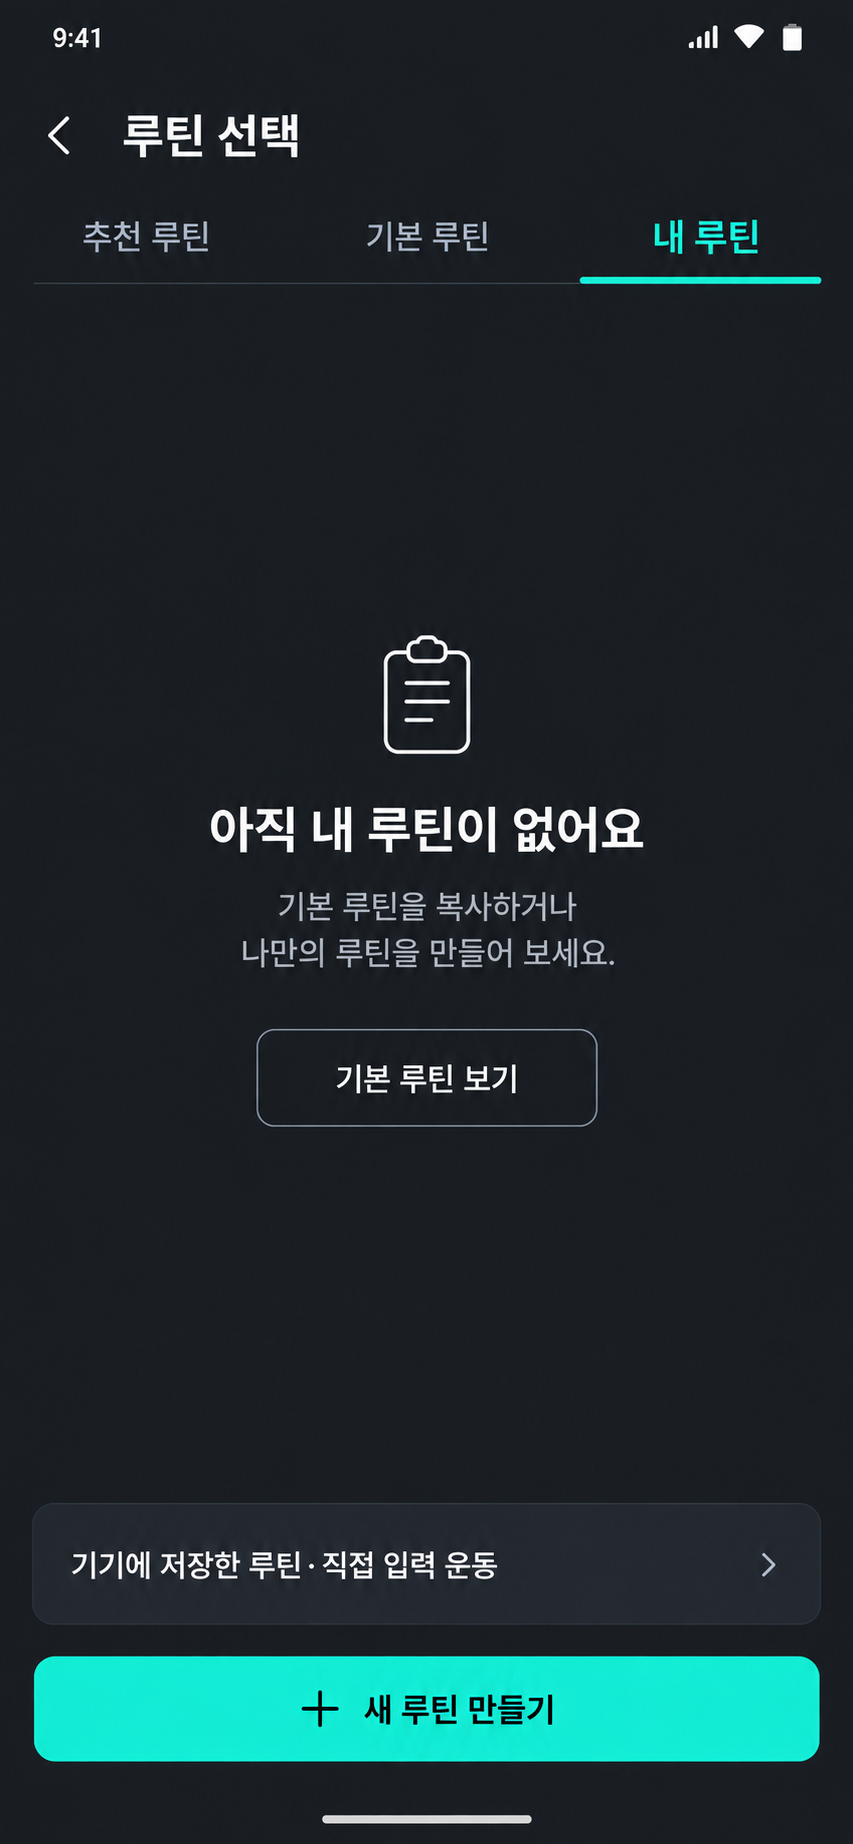 9:41
루틴 선택
추천 루틴
기본 루틴
내 루틴
아직 내 루틴이 없어요
기본 루틴을 복사하거나
나만의 루틴을 만들어 보세요.
기본 루틴 보기
기기에 저장한 루틴 · 직접 입력 운동
새 루틴 만들기